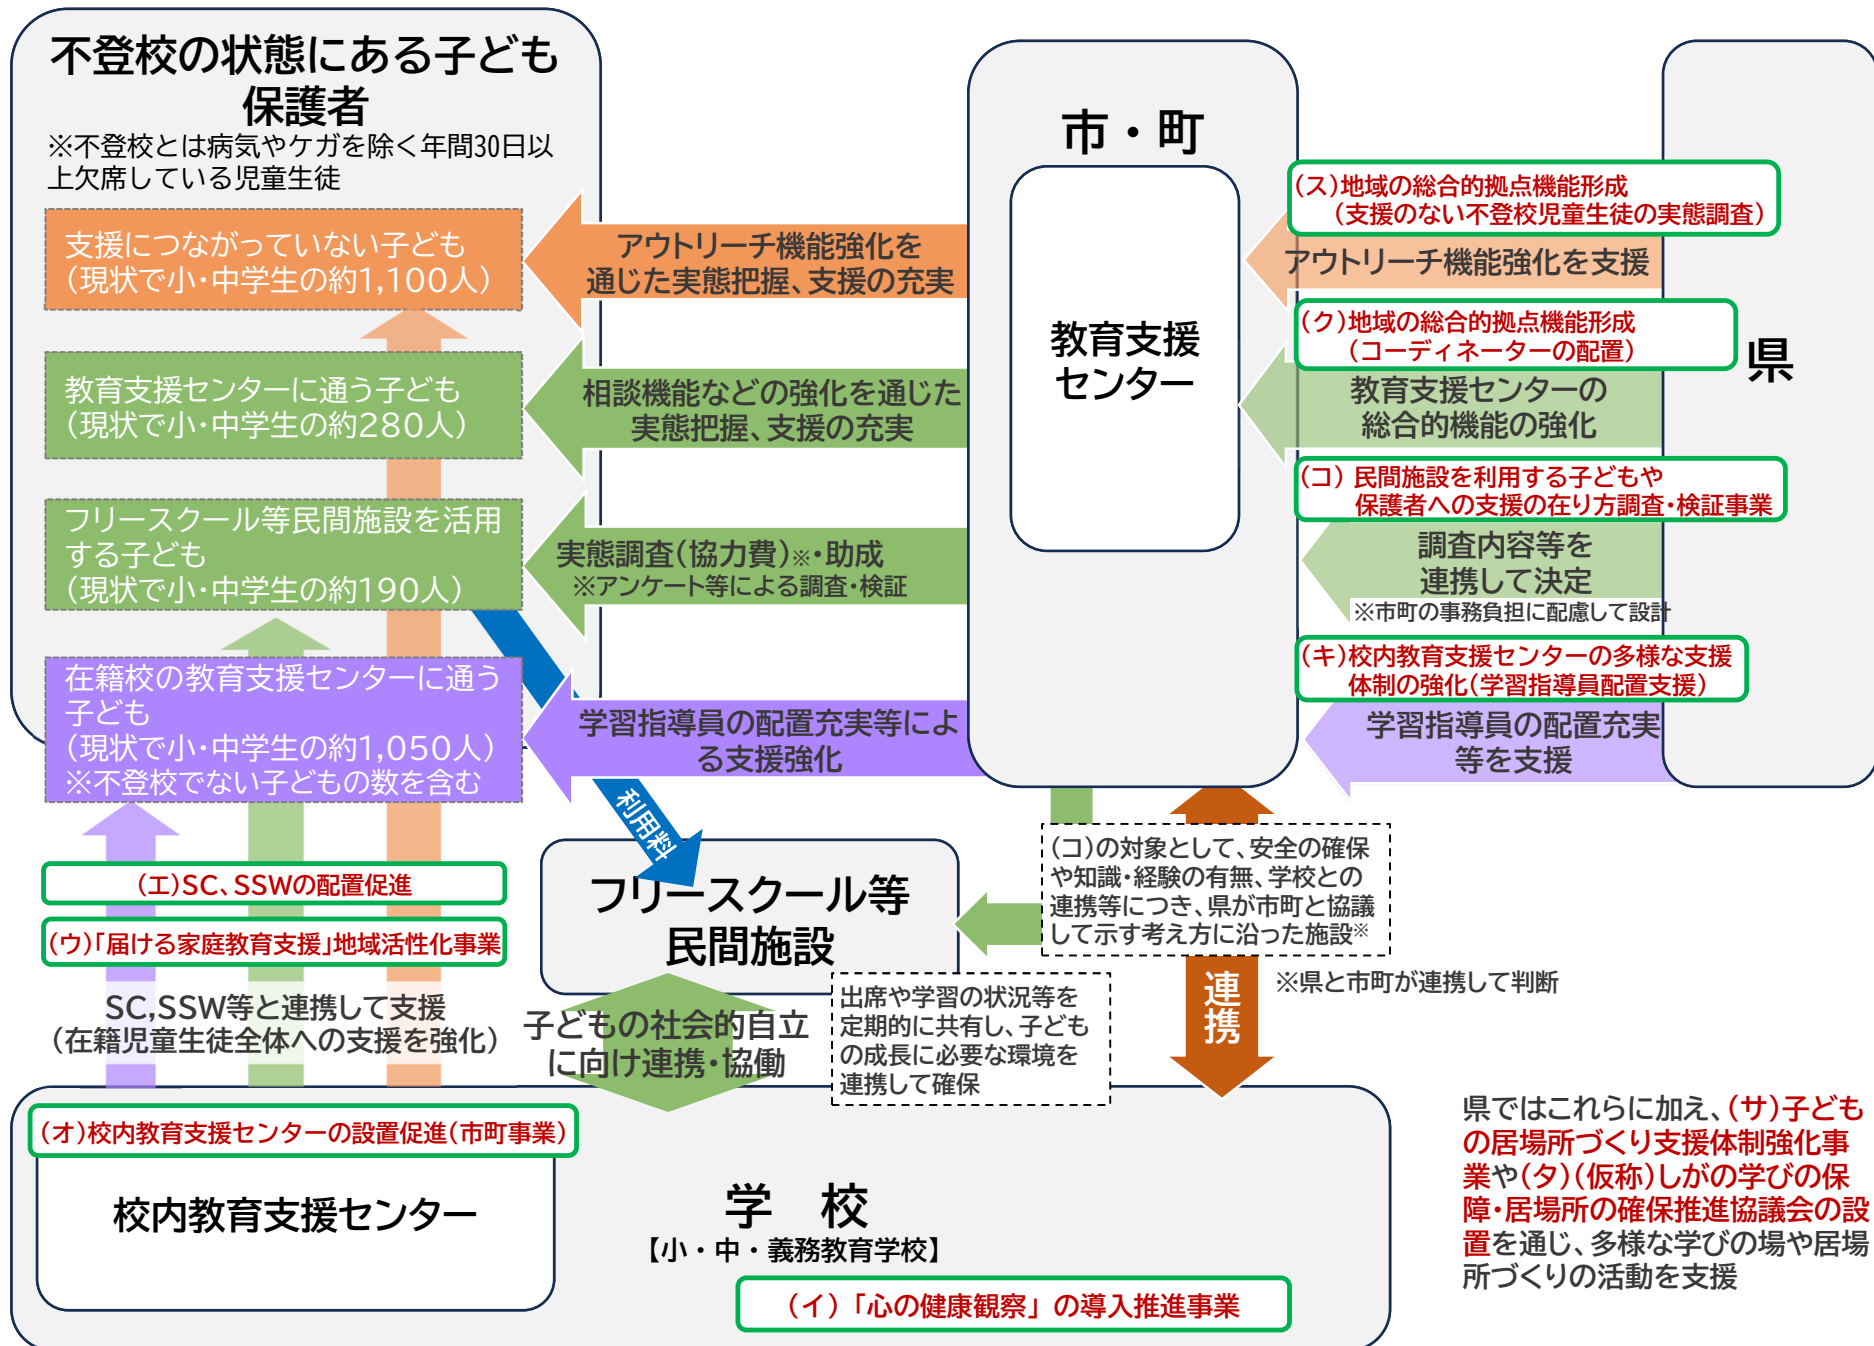 不登校の状態にある子ども
保護者
※不登校とは病気やケガを除く年間30日以
上欠席している児童生徒
支援につながっていない子ども
(現状で小・中学生の約1,100人)
教育支援センターに通う子ども
(現状で小・中学生の約280人)
フリースクール等民間施設を活用
する子ども
(現状で小・中学生の約190人)
在籍校の教育支援センターに通う
子ども
(現状で小・中学生の約1,050人)
※不登校でない子どもの数を含む
アウトリーチ機能強化を
通じた実態把握、支援の充実
相談機能などの強化を通じた
実態把握、支援の充実
実態調査(協力費)※・助成
※アンケート等による調査・検証
学習指導員の配置充実等によ
る支援強化
市・町
教育支援
センター
(ス)地域の総合的拠点機能形成
(支援のない不登校児童生徒の実態調査)
アウトリーチ機能強化を支援
(ク)地域の総合的拠点機能形成
(コーディネーターの配置)
教育支援センターの
総合的機能の強化
(コ) 民間施設を利用する子どもや
保護者への支援の在り方調査・検証事業
調査内容等を
連携して決定
※市町の事務負担に配慮して設計
(キ)校内教育支援センターの多様な支援
体制の強化(学習指導員配置支援)
学習指導員の配置充実
等を支援
県
利用料
フリースクール等
民間施設
(コ)の対象として、安全の確保
や知識・経験の有無、学校との
連携等につき、県が市町と協議
して示す考え方に沿った施設※
※県と市町が連携して判断
連携
(エ)SC、SSWの配置促進
(ウ)「届ける家庭教育支援」地域活性化事業
SC,SSW等と連携して支援
(在籍児童生徒全体への支援を強化)
子どもの社会的自立
に向け連携・協働
出席や学習の状況等を
定期的に共有し、子ども
の成長に必要な環境を
連携して確保
(オ)校内教育支援センターの設置促進(市町事業)
校内教育支援センター
学 校
【小・中・義務教育学校】
(イ)「心の健康観察」の導入推進事業
県ではこれらに加え、(サ)子ども
の居場所づくり支援体制強化事
業や(タ)(仮称)しがの学びの保
障・居場所の確保推進協議会の設
置を通じ、多様な学びの場や居場
所づくりの活動を支援